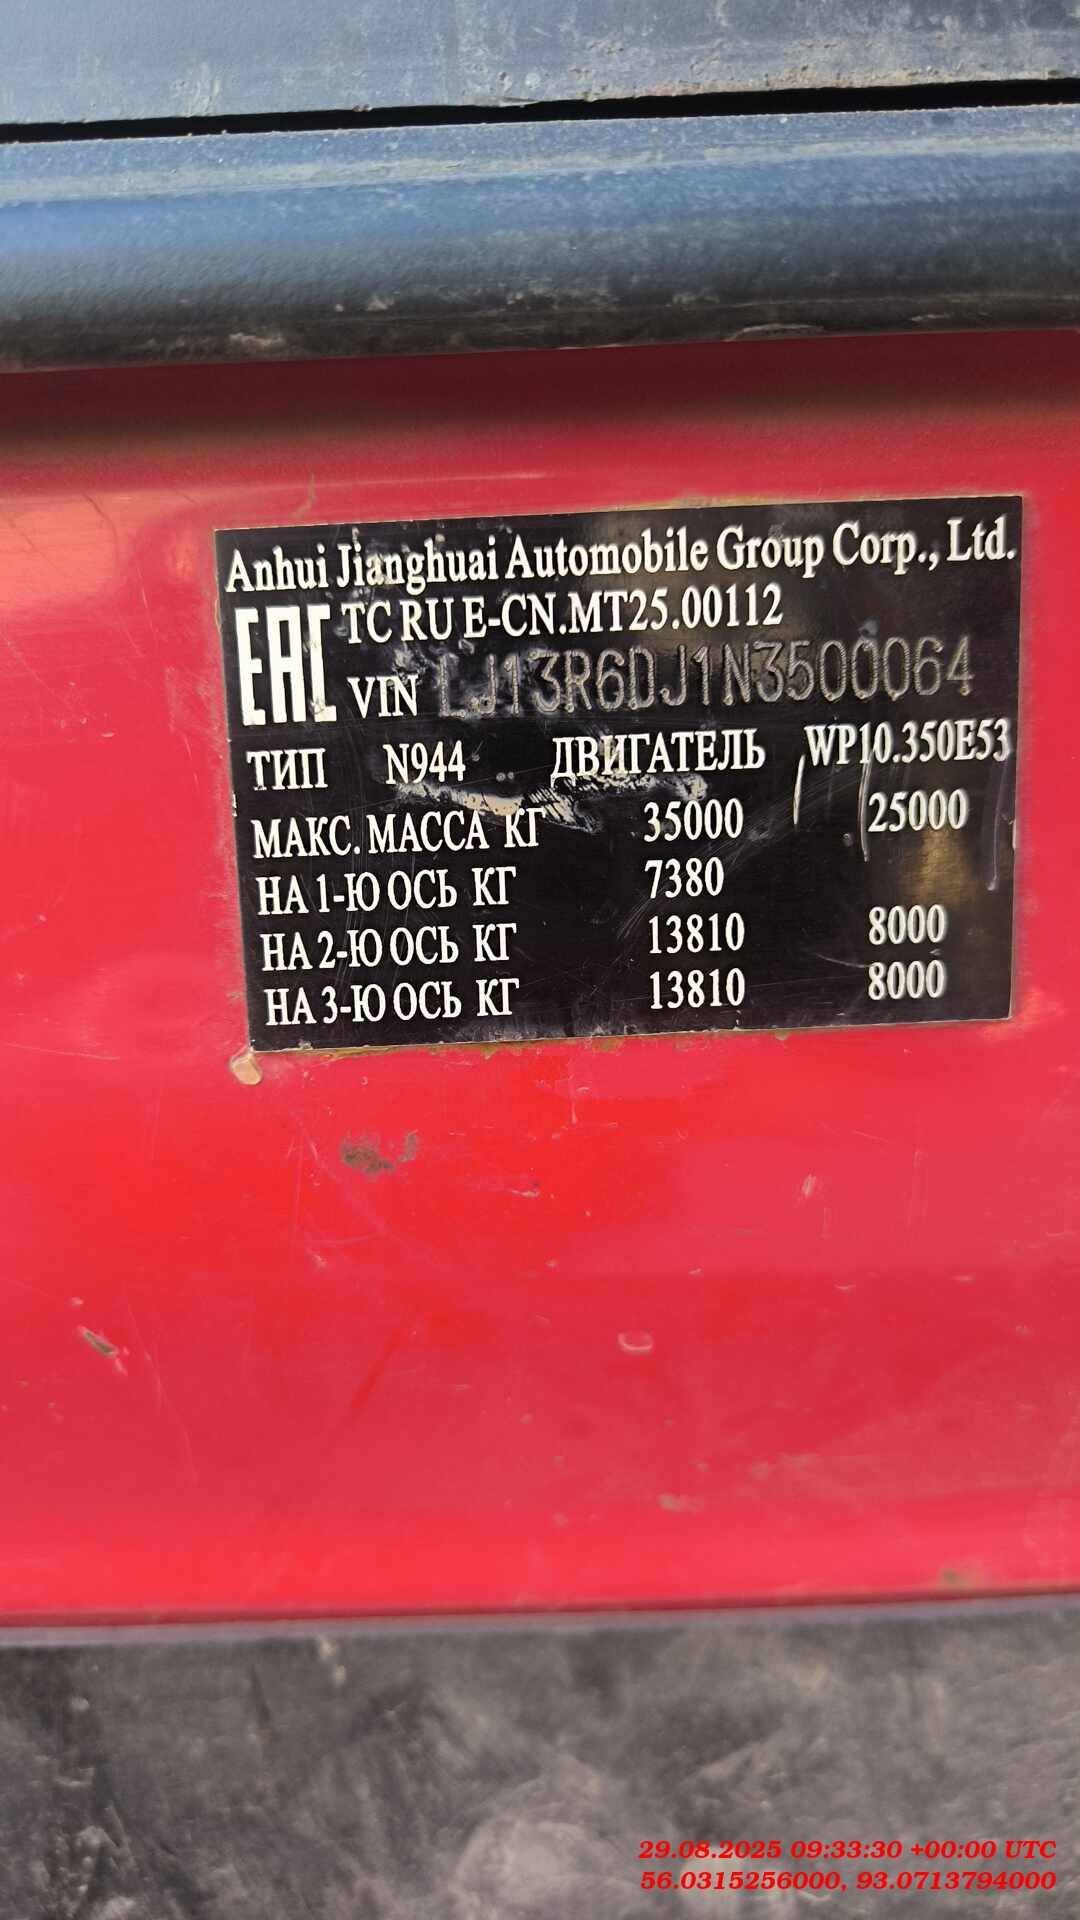 Anhui Jianghuai Automobile Group Corp., Ltd.
EAC TC RU E-CN.MT25.00112
VIN LJ13R6DJ1N3500064
ТИП N944 ДВИГАТЕЛЬ WP10.350E53
МАКС. МАССА КГ 35000 25000
НА 1-Ю ОСЬ КГ 7380
НА 2-Ю ОСЬ КГ 13810 8000
НА 3-Ю ОСЬ КГ 13810 8000
29.08.2025 09:33:30 +00:00 UTC
56.0315256000, 93.0713794000